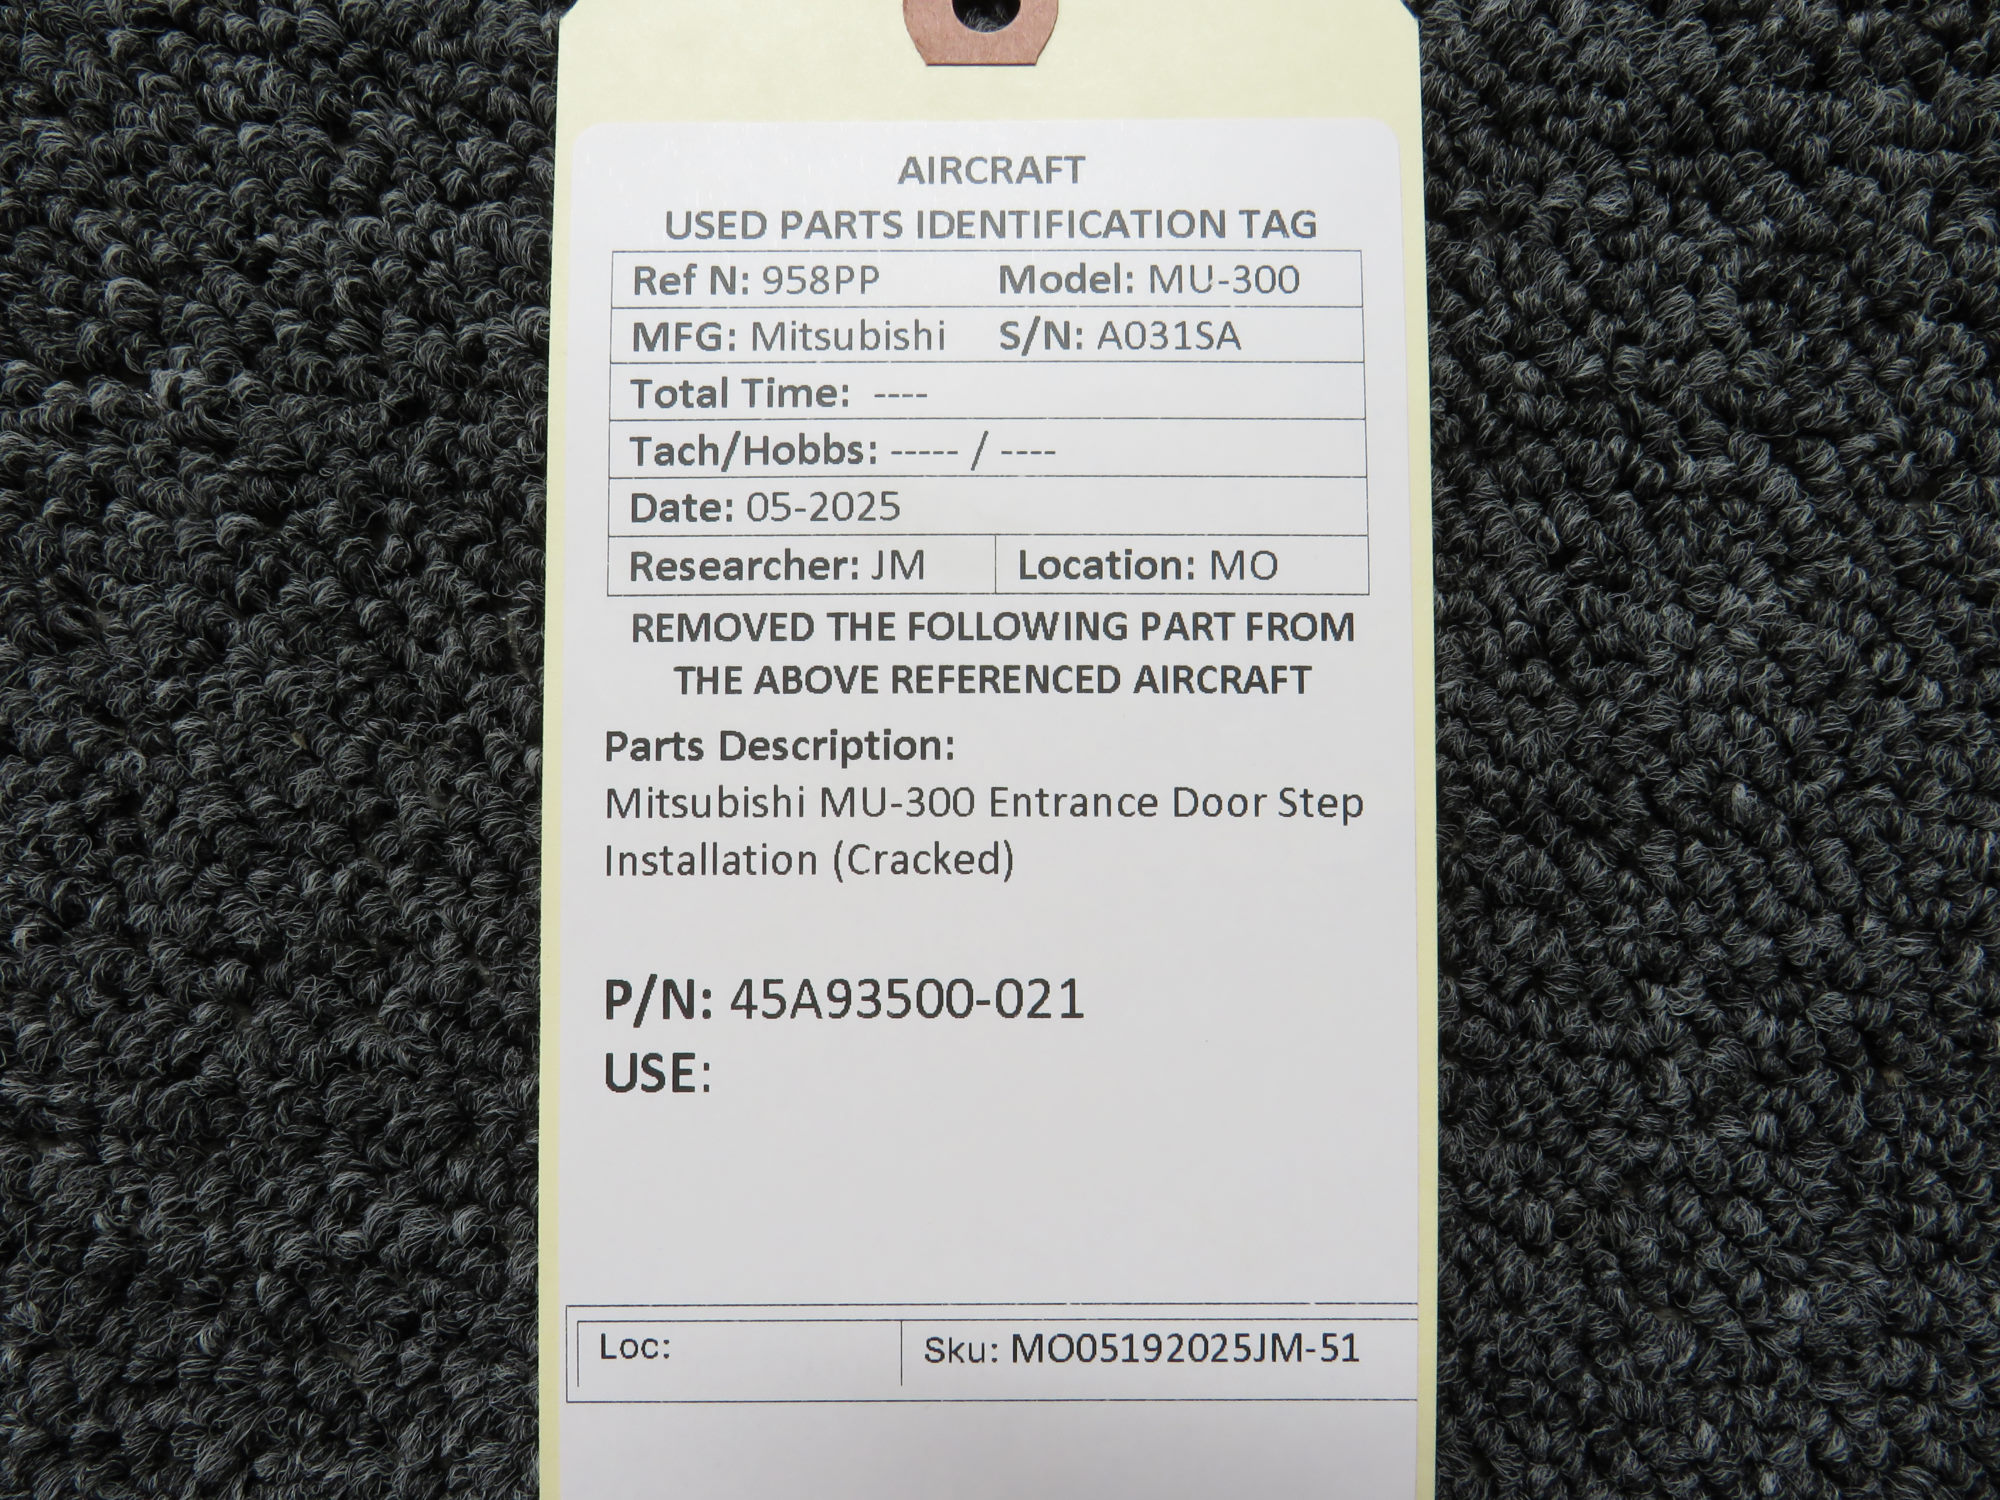 AIRCRAFT
USED PARTS IDENTIFICATION TAG
Ref N: 958PP Model: MU-300
MFG: Mitsubishi S/N: A031SA
Total Time: ----
Tach/Hobbs: ----- / ----
Date: 05-2025
Researcher: JM Location: MO
REMOVED THE FOLLOWING PART FROM
THE ABOVE REFERENCED AIRCRAFT
Parts Description:
Mitsubishi MU-300 Entrance Door Step
Installation (Cracked)
P/N: 45A93500-021
USE:
Loc: Sku: MO05192025JM-51